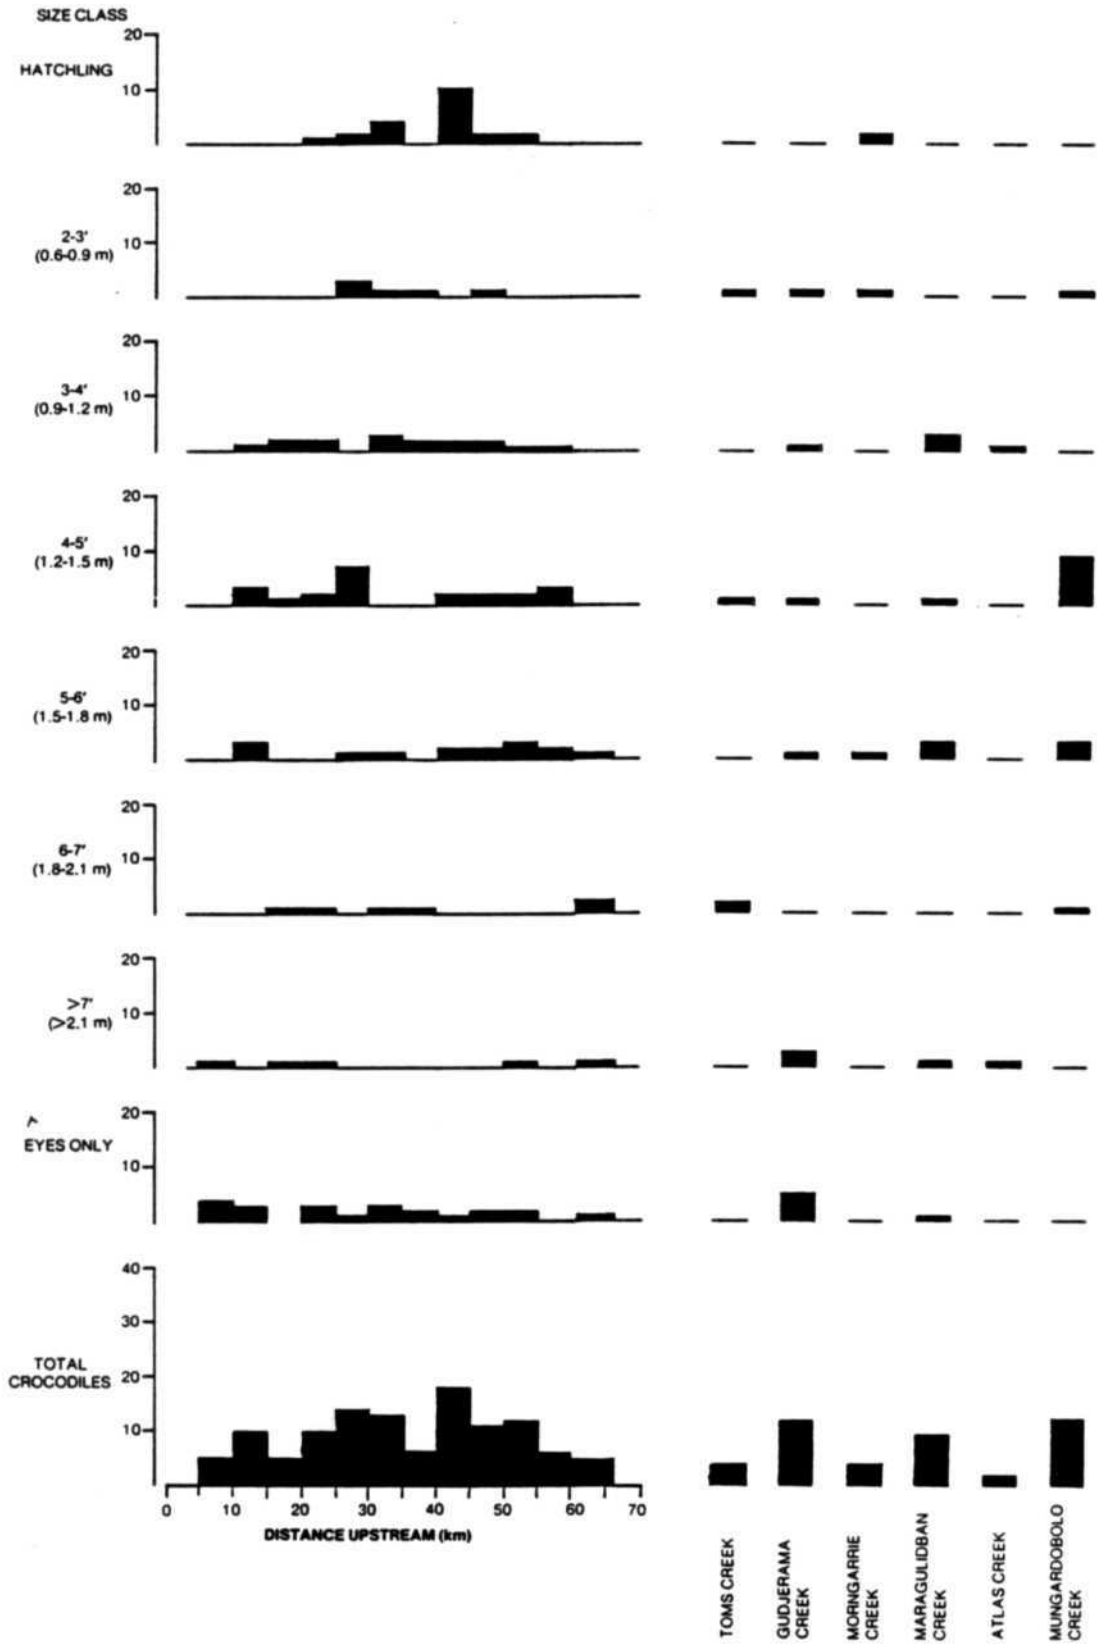 SIZE CLASS
20
HATCHLING
10
20
2-3'
10
(0.6-0.9 m)
20
3-4'
10
(0.9-1.2 m)
20
4-5'
10
(1.2-1.5 m)
20
5-6'
10
(1.5-1.8 m)
20
6-7'
10
(1.8-2.1 m)
20
>7'
10
(>2.1 m)
20
EYES ONLY
10
40
30
TOTAL
20
CROCODILES
10
0 10 20 30 40 50 60 70
DISTANCE UPSTREAM (km)
TOMS CREEK
GUDJERAMA
CREEK
MORNGARRIE
CREEK
MARAGULIDBAN
CREEK
ATLAS CREEK
MUNGARDOBOLO
CREEK